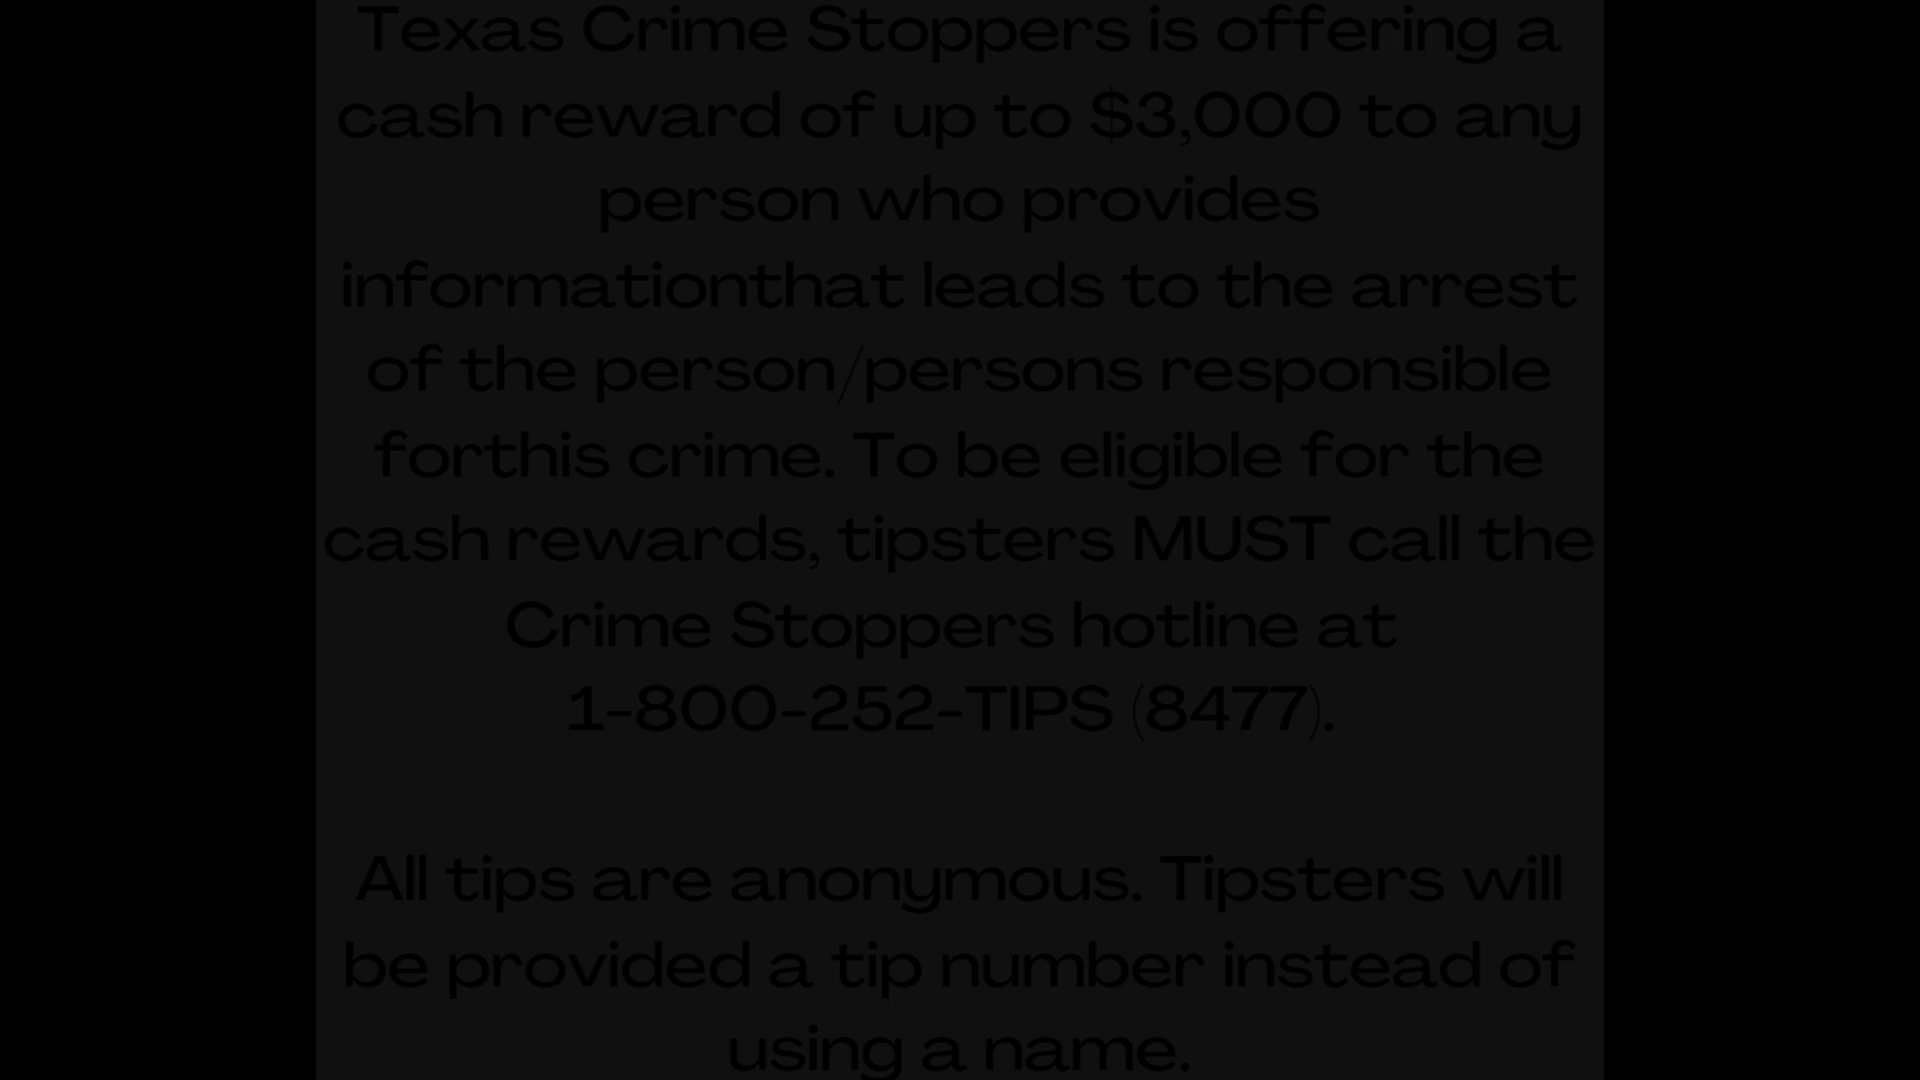 Texas Crime Stoppers is offering a
cash reward of up to $3,000 to any
person who provides
informationthat leads to the arrest
of the person/persons responsible
forthis crime. To be eligible for the
cash rewards, tipsters MUST call the
Crime Stoppers hotline at
1-800-252-TIPS (8477).
All tips are anonymous. Tipsters will
be provided a tip number instead of
using a name.